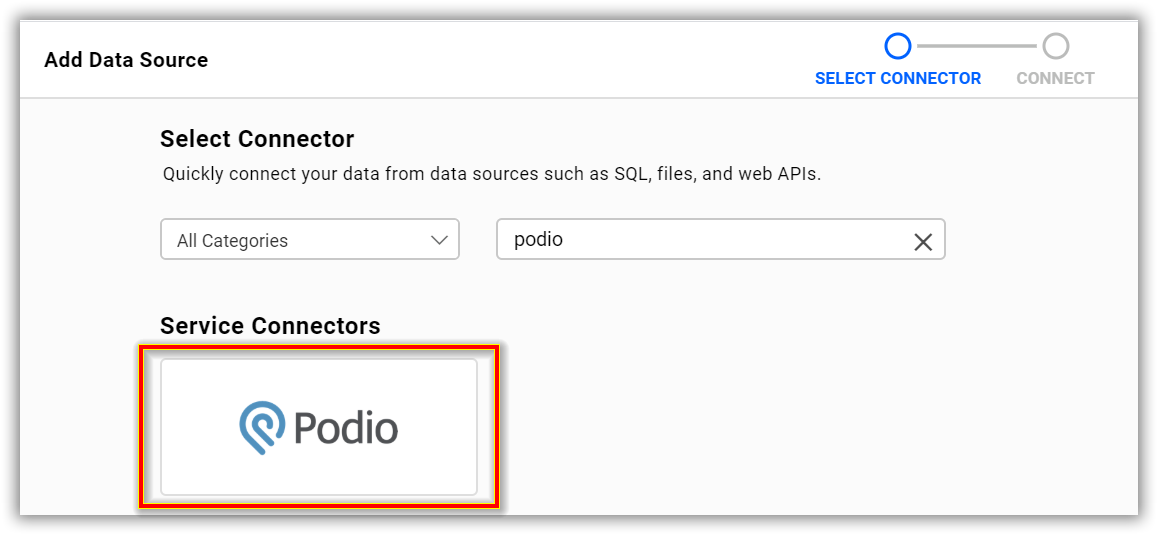 Add Data Source
SELECT CONNECTOR
CONNECT
Select Connector
Quickly connect your data from data sources such as SQL, files, and web APIs.
All Categories
podio
Service Connectors
Podio